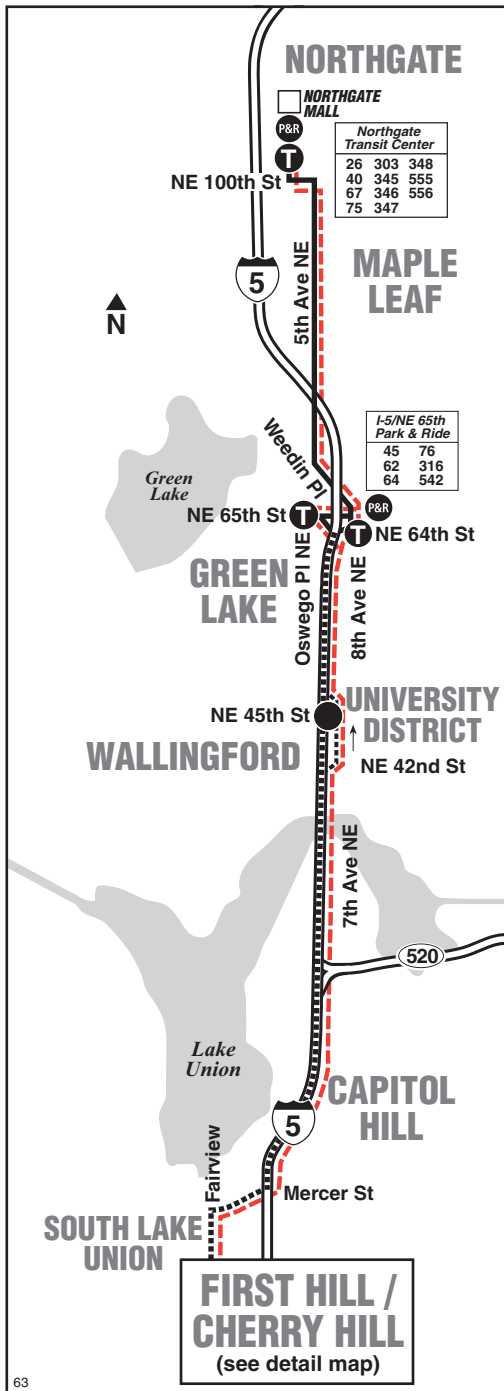 NORTHGATE
NORTHGATE
MALL
P&R
T
NE 100th St
Northgate
Transit Center
26 303 348
40 345 555
67 346 556
75 347
5th Ave NE
5
MAPLE
LEAF
N
Weedin Pl
I-5/NE 65th
Park & Ride
45 76
62 316
64 542
Green
Lake
P&R
NE 65th St
T
T
NE 64th St
GREEN
LAKE
Oswego Pl NE
8th Ave NE
NE 45th St
UNIVERSITY
DISTRICT
WALLINGFORD
NE 42nd St
7th Ave NE
520
Lake
Union
CAPITOL
HILL
5
Fairview
Mercer St
SOUTH LAKE
UNION
FIRST HILL /
CHERRY HILL
(see detail map)
63